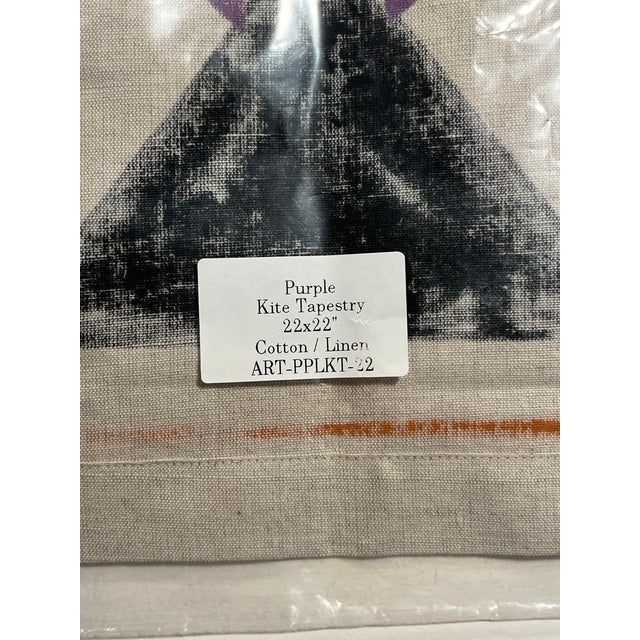 Purple
Kite Tapestry
22x22"
Cotton / Linen
ART-PPLKT-22